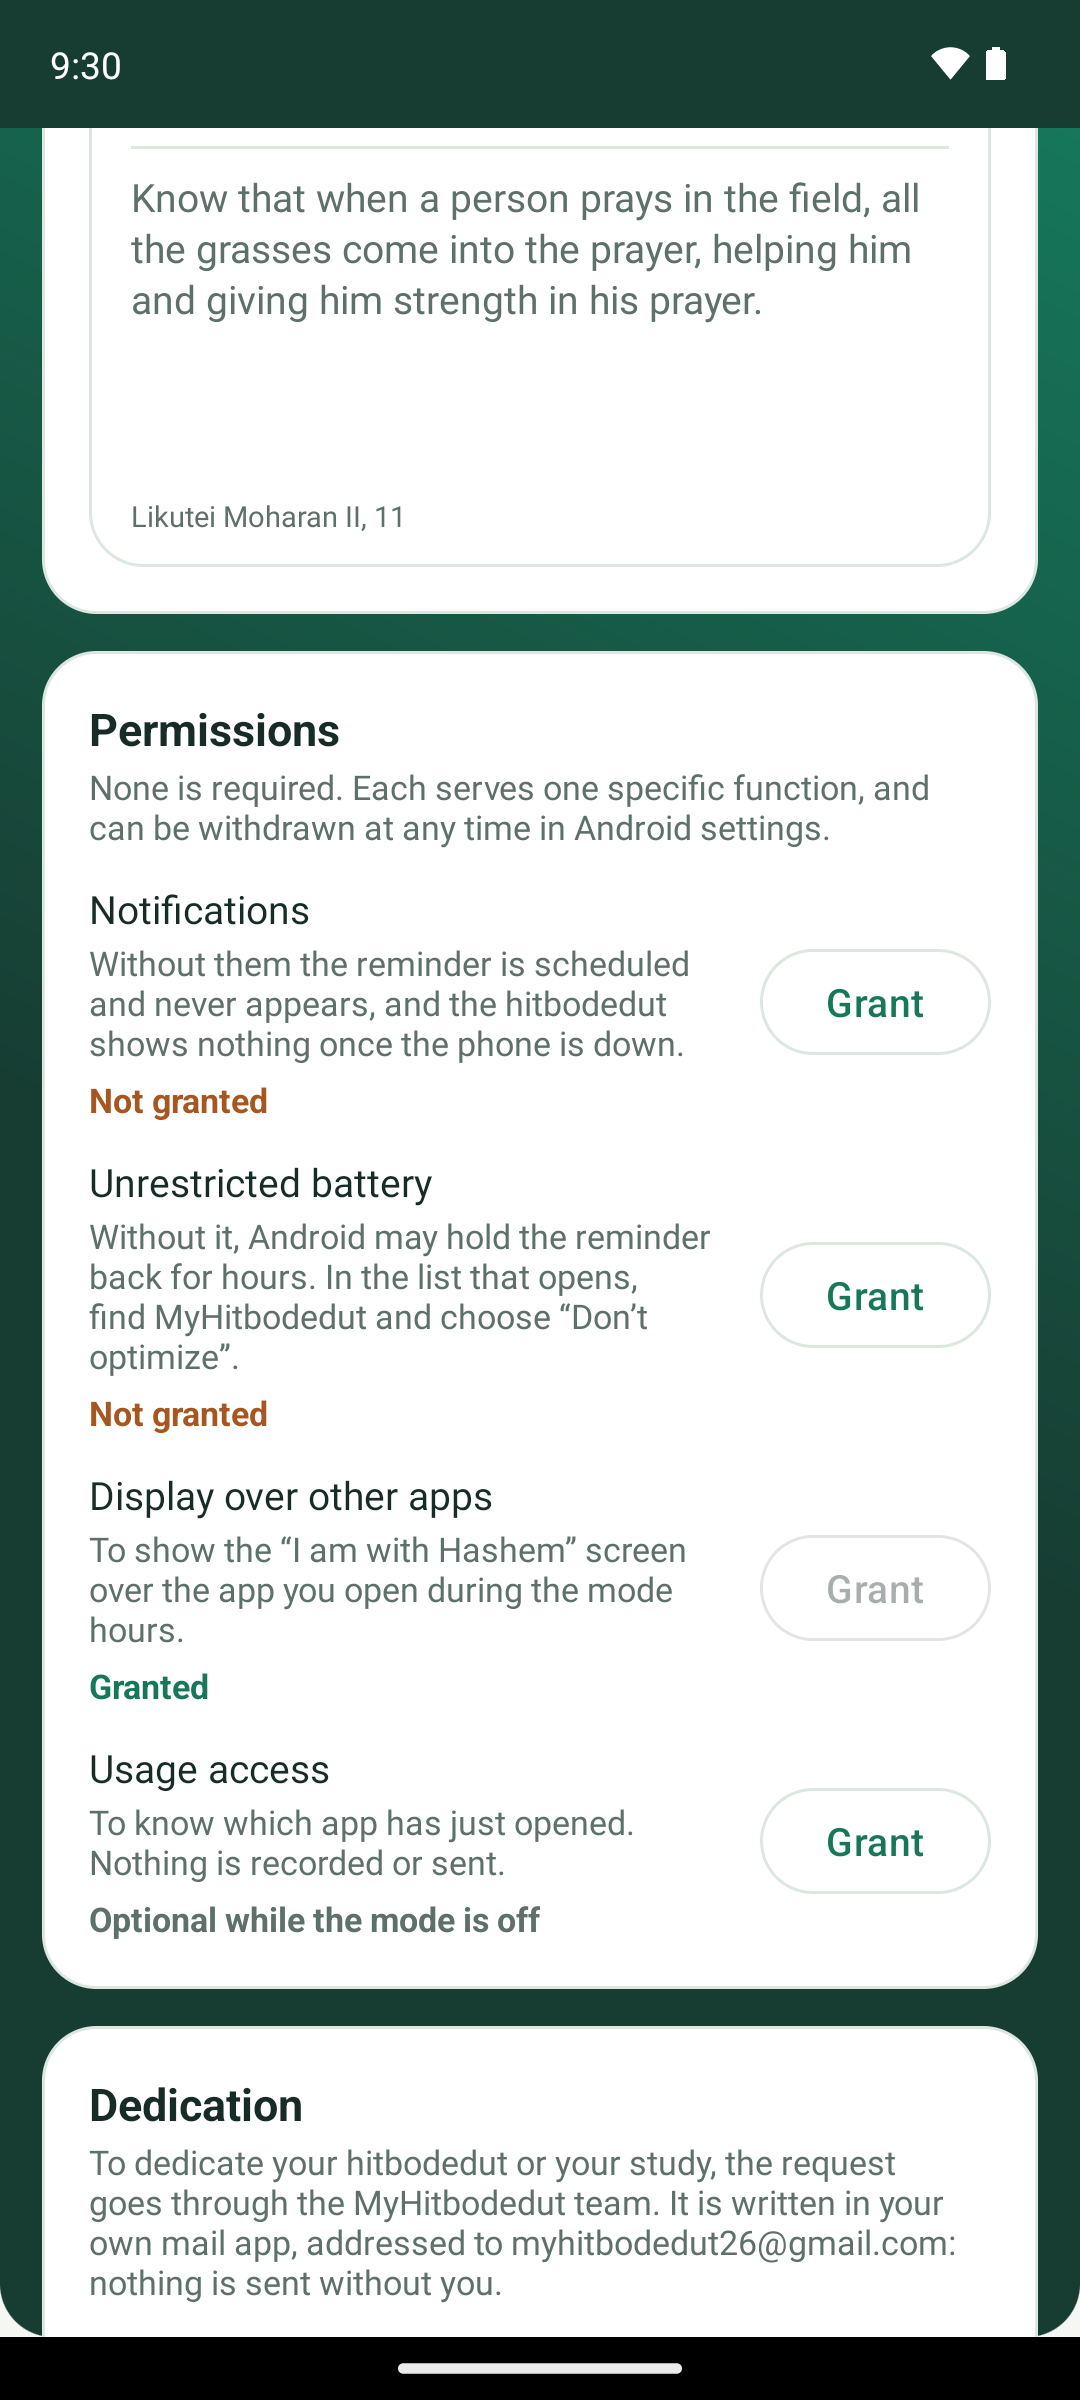 9:30
Know that when a person prays in the field, all
the grasses come into the prayer, helping him
and giving him strength in his prayer.
Likutei Moharan II, 11
Permissions
None is required. Each serves one specific function, and
can be withdrawn at any time in Android settings.
Notifications
Without them the reminder is scheduled
and never appears, and the hitbodedut
shows nothing once the phone is down.
Grant
Not granted
Unrestricted battery
Without it, Android may hold the reminder
back for hours. In the list that opens,
find MyHitbodedut and choose “Don’t
optimize”.
Grant
Not granted
Display over other apps
To show the “I am with Hashem” screen
over the app you open during the mode
hours.
Grant
Granted
Usage access
To know which app has just opened.
Nothing is recorded or sent.
Grant
Optional while the mode is off
Dedication
To dedicate your hitbodedut or your study, the request
goes through the MyHitbodedut team. It is written in your
own mail app, addressed to myhitbodedut26@gmail.com:
nothing is sent without you.